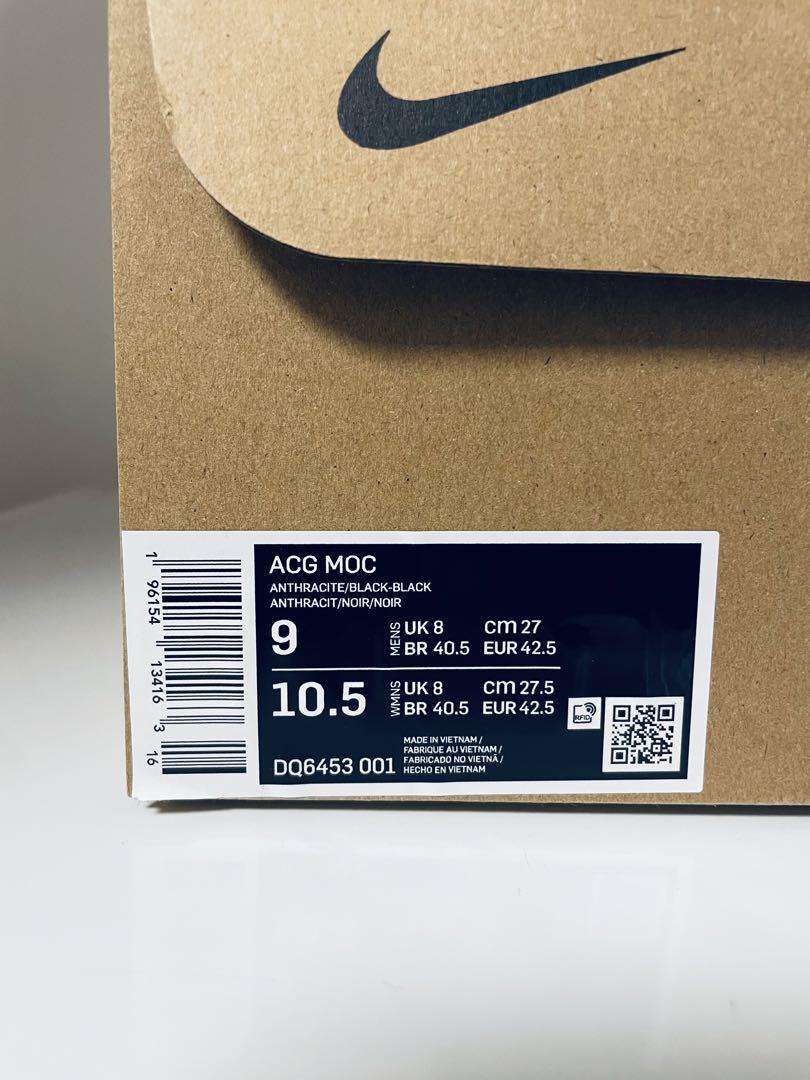 ACG MOC
ANTHRACITE/BLACK-BLACK
ANTHRACIT/NOIR/NOIR
9 MENS UK 8 CM 27
BR 40.5 EUR 42.5
10.5 WMNS UK 8 CM 27.5
BR 40.5 EUR 42.5
RFID
MADE IN VIETNAM /
FABRIQUE AU VIETNAM /
FABRICADO NO VIETNÃ /
HECHO EN VIETNAM
DQ6453 001
1 96154 13416 3 16